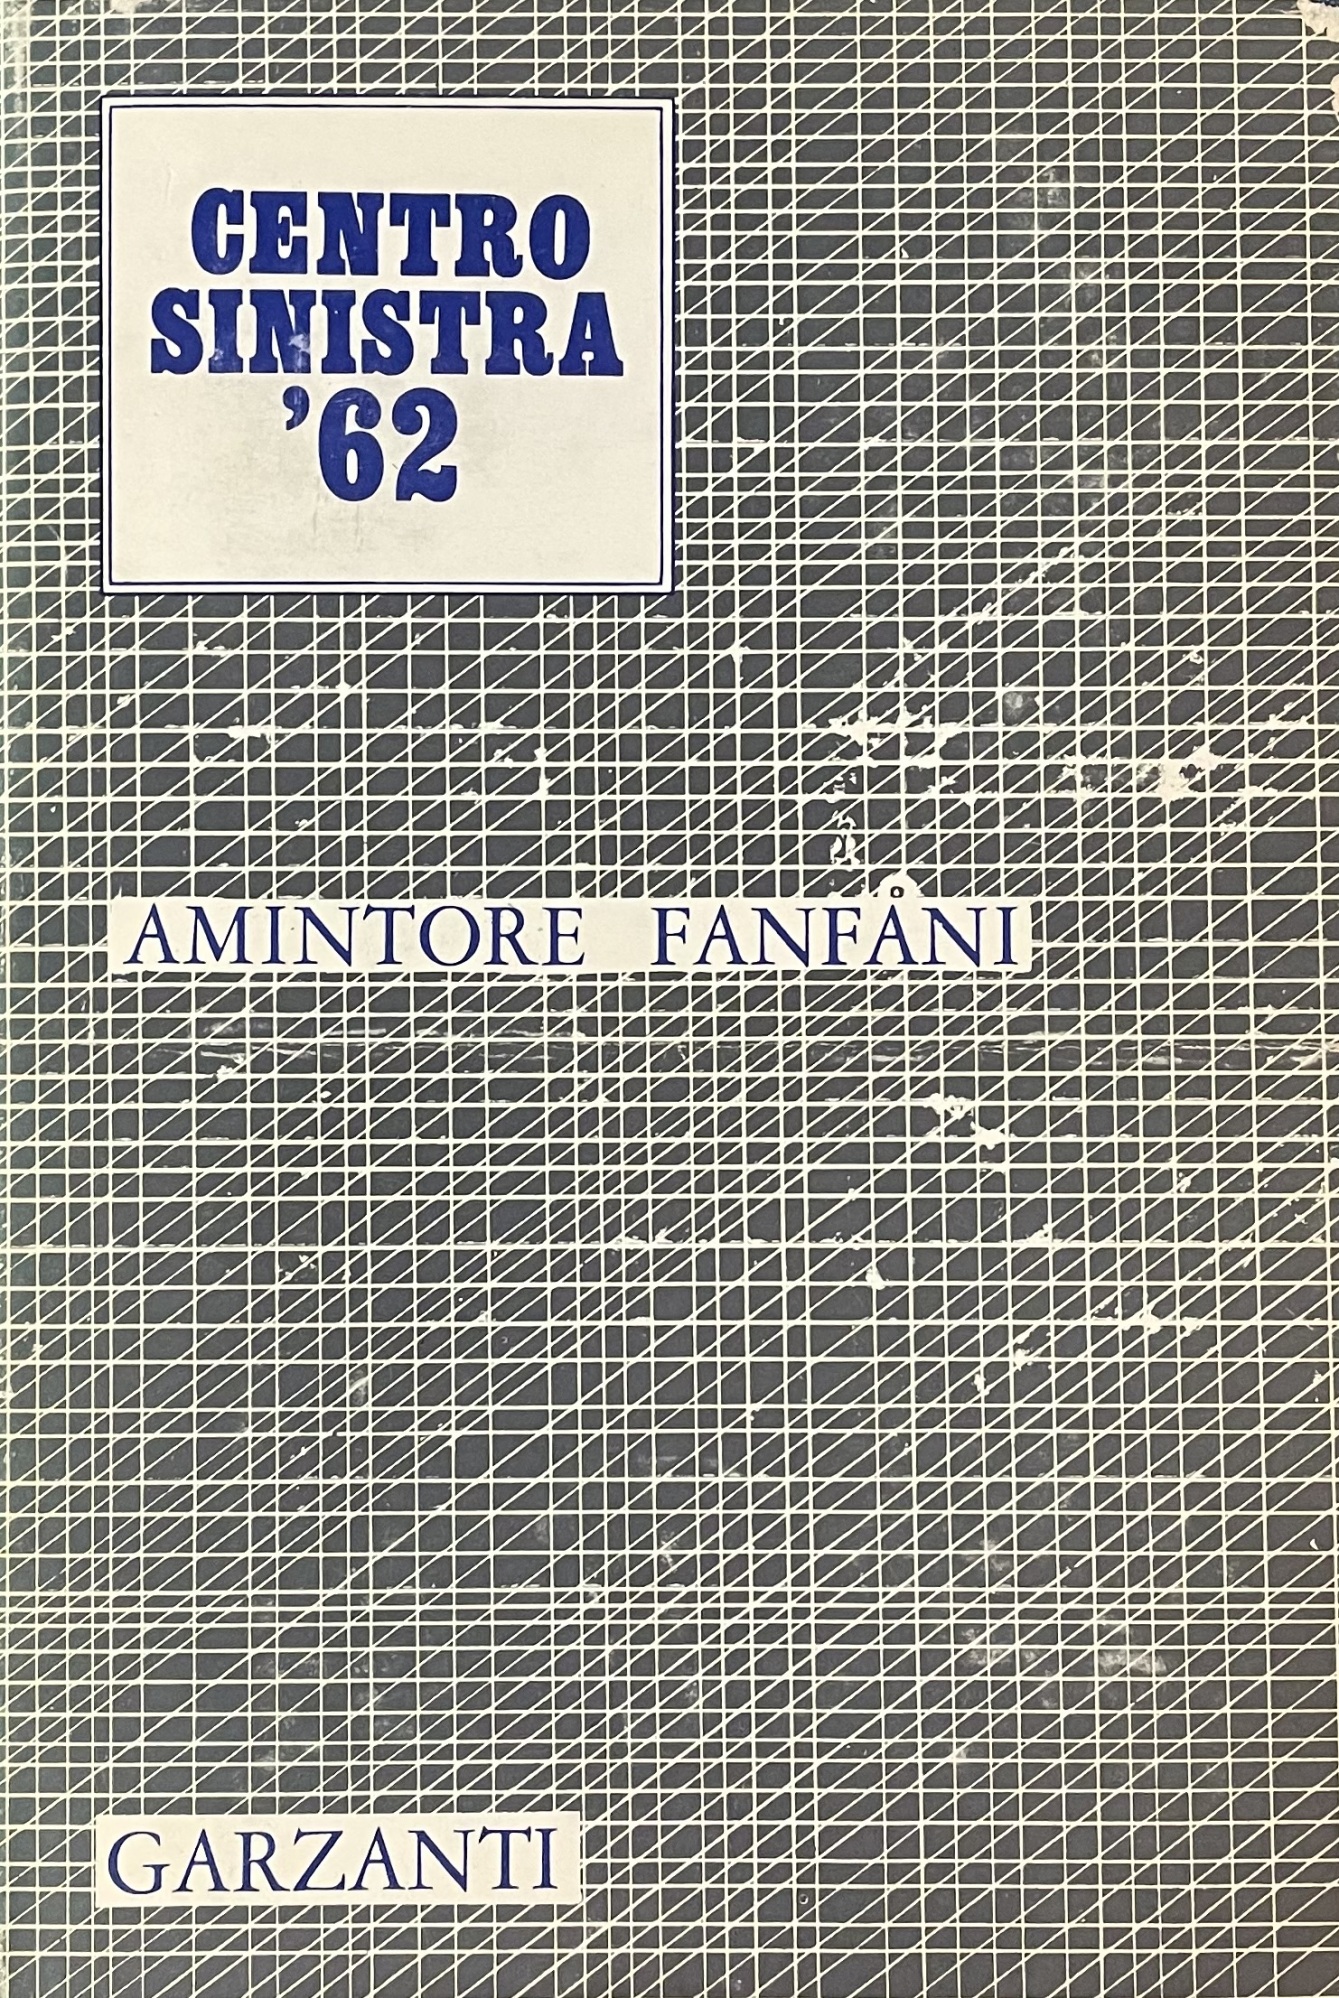 CENTRO
SINISTRA
’62
AMINTORE FANFANI
GARZANTI